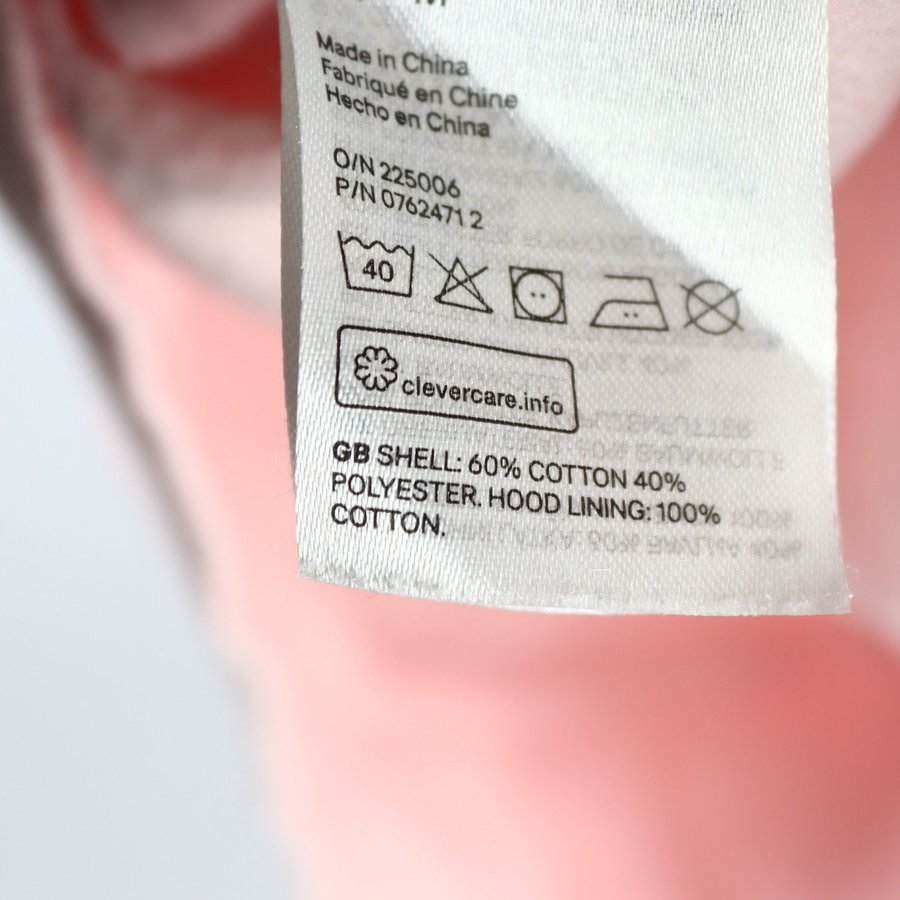 Made in China
Fabriqué en Chine
Hecho en China
O/N 225006
P/N 0762471 2
40
clevercare.info
GB SHELL: 60% COTTON 40%
POLYESTER. HOOD LINING: 100%
COTTON.